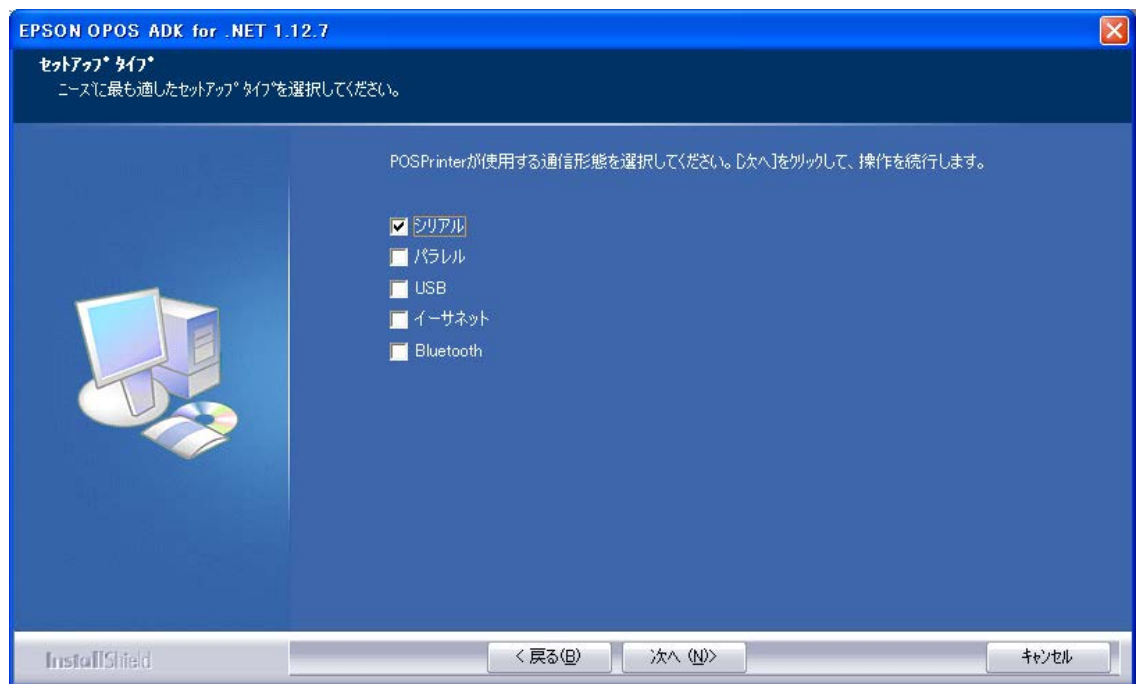 EPSON OPOS ADK for .NET 1.12.7
セットアップ タイプ
ニーズに最も適したセットアップ タイプを選択してください。
POSPrinterが使用する通信形態を選択してください。[次へ]をクリックして、操作を続行します。
シリアル
パラレル
USB
イーサネット
Bluetooth
InstallShield
< 戻る(B)
次へ (N)>
キャンセル